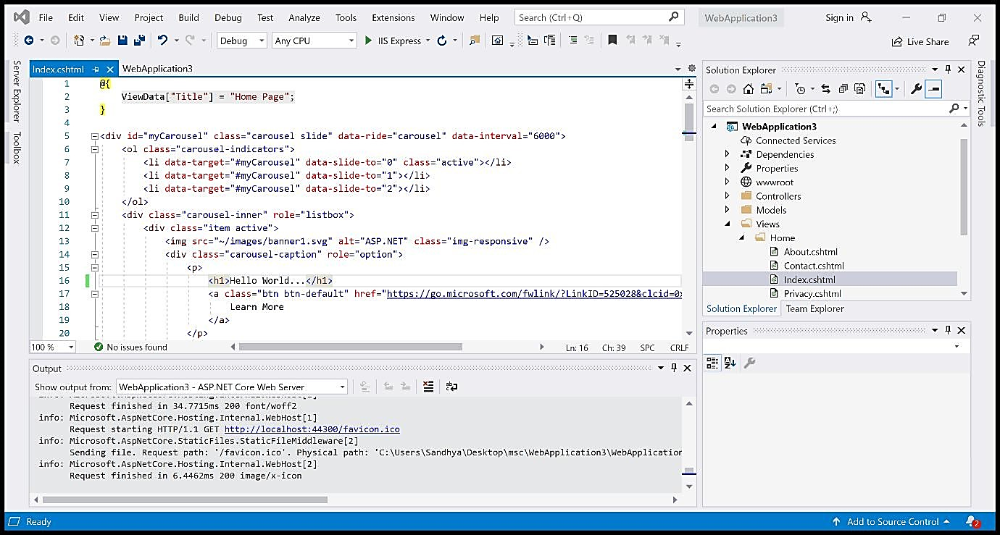 File Edit View Project Build Debug Test Analyze Tools Extensions Window Help Search (Ctrl+Q) WebApplication3 Sign in
Debug Any CPU IIS Express Live Share
Server Explorer
Toolbox
Index.cshtml WebApplication3
1 @{
2 ViewData["Title"] = "Home Page";
3 }
4
5 <div id="myCarousel" class="carousel slide" data-ride="carousel" data-interval="6000">
6 <ol class="carousel-indicators">
7 <li data-target="#myCarousel" data-slide-to="0" class="active"></li>
8 <li data-target="#myCarousel" data-slide-to="1"></li>
9 <li data-target="#myCarousel" data-slide-to="2"></li>
10 </ol>
11 <div class="carousel-inner" role="listbox">
12 <div class="item active">
13 <img src="~/images/banner1.svg" alt="ASP.NET" class="img-responsive" />
14 <div class="carousel-caption" role="option">
15 <p>
16 <h1>Hello World...</h1>
17 <a class="btn btn-default" href="https://go.microsoft.com/fwlink/?LinkID=525028&clcid=0x
18 Learn More
19 </a>
20 </p>
100 % No issues found Ln: 16 Ch: 39 SPC CRLF
Output
Show output from: WebApplication3 - ASP.NET Core Web Server
Request finished in 34.7715ms 200 font/woff2
info: Microsoft.AspNetCore.Hosting.Internal.WebHost[1]
Request starting HTTP/1.1 GET http://localhost:44300/favicon.ico
info: Microsoft.AspNetCore.StaticFiles.StaticFileMiddleware[2]
Sending file. Request path: '/favicon.ico'. Physical path: 'C:\Users\Sandhya\Desktop\msc\WebApplication3\WebApplication
info: Microsoft.AspNetCore.Hosting.Internal.WebHost[2]
Request finished in 6.4462ms 200 image/x-icon
Solution Explorer
Search Solution Explorer (Ctrl+;)
WebApplication3
Connected Services
Dependencies
Properties
wwwroot
Controllers
Models
Views
Home
About.cshtml
Contact.cshtml
Index.cshtml
Privacy.cshtml
Solution Explorer Team Explorer
Properties
Diagnostic Tools
Ready Add to Source Control 2